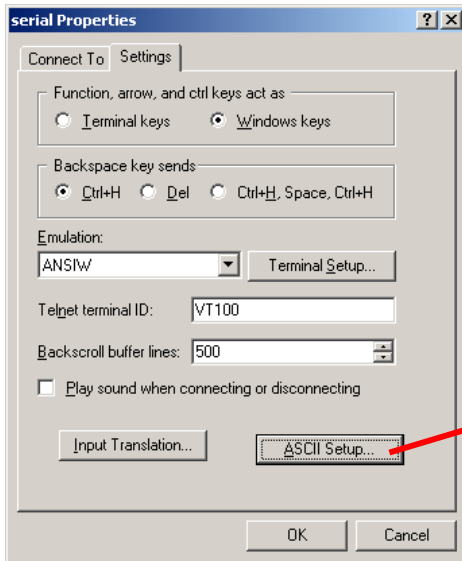 serial Properties
Connect To Settings
Function, arrow, and ctrl keys act as
Terminal keys Windows keys
Backspace key sends
Ctrl+H Del Ctrl+H, Space, Ctrl+H
Emulation:
ANSIW Terminal Setup...
Telnet terminal ID: VT100
Backscroll buffer lines: 500
Play sound when connecting or disconnecting
Input Translation... ASCII Setup...
OK Cancel